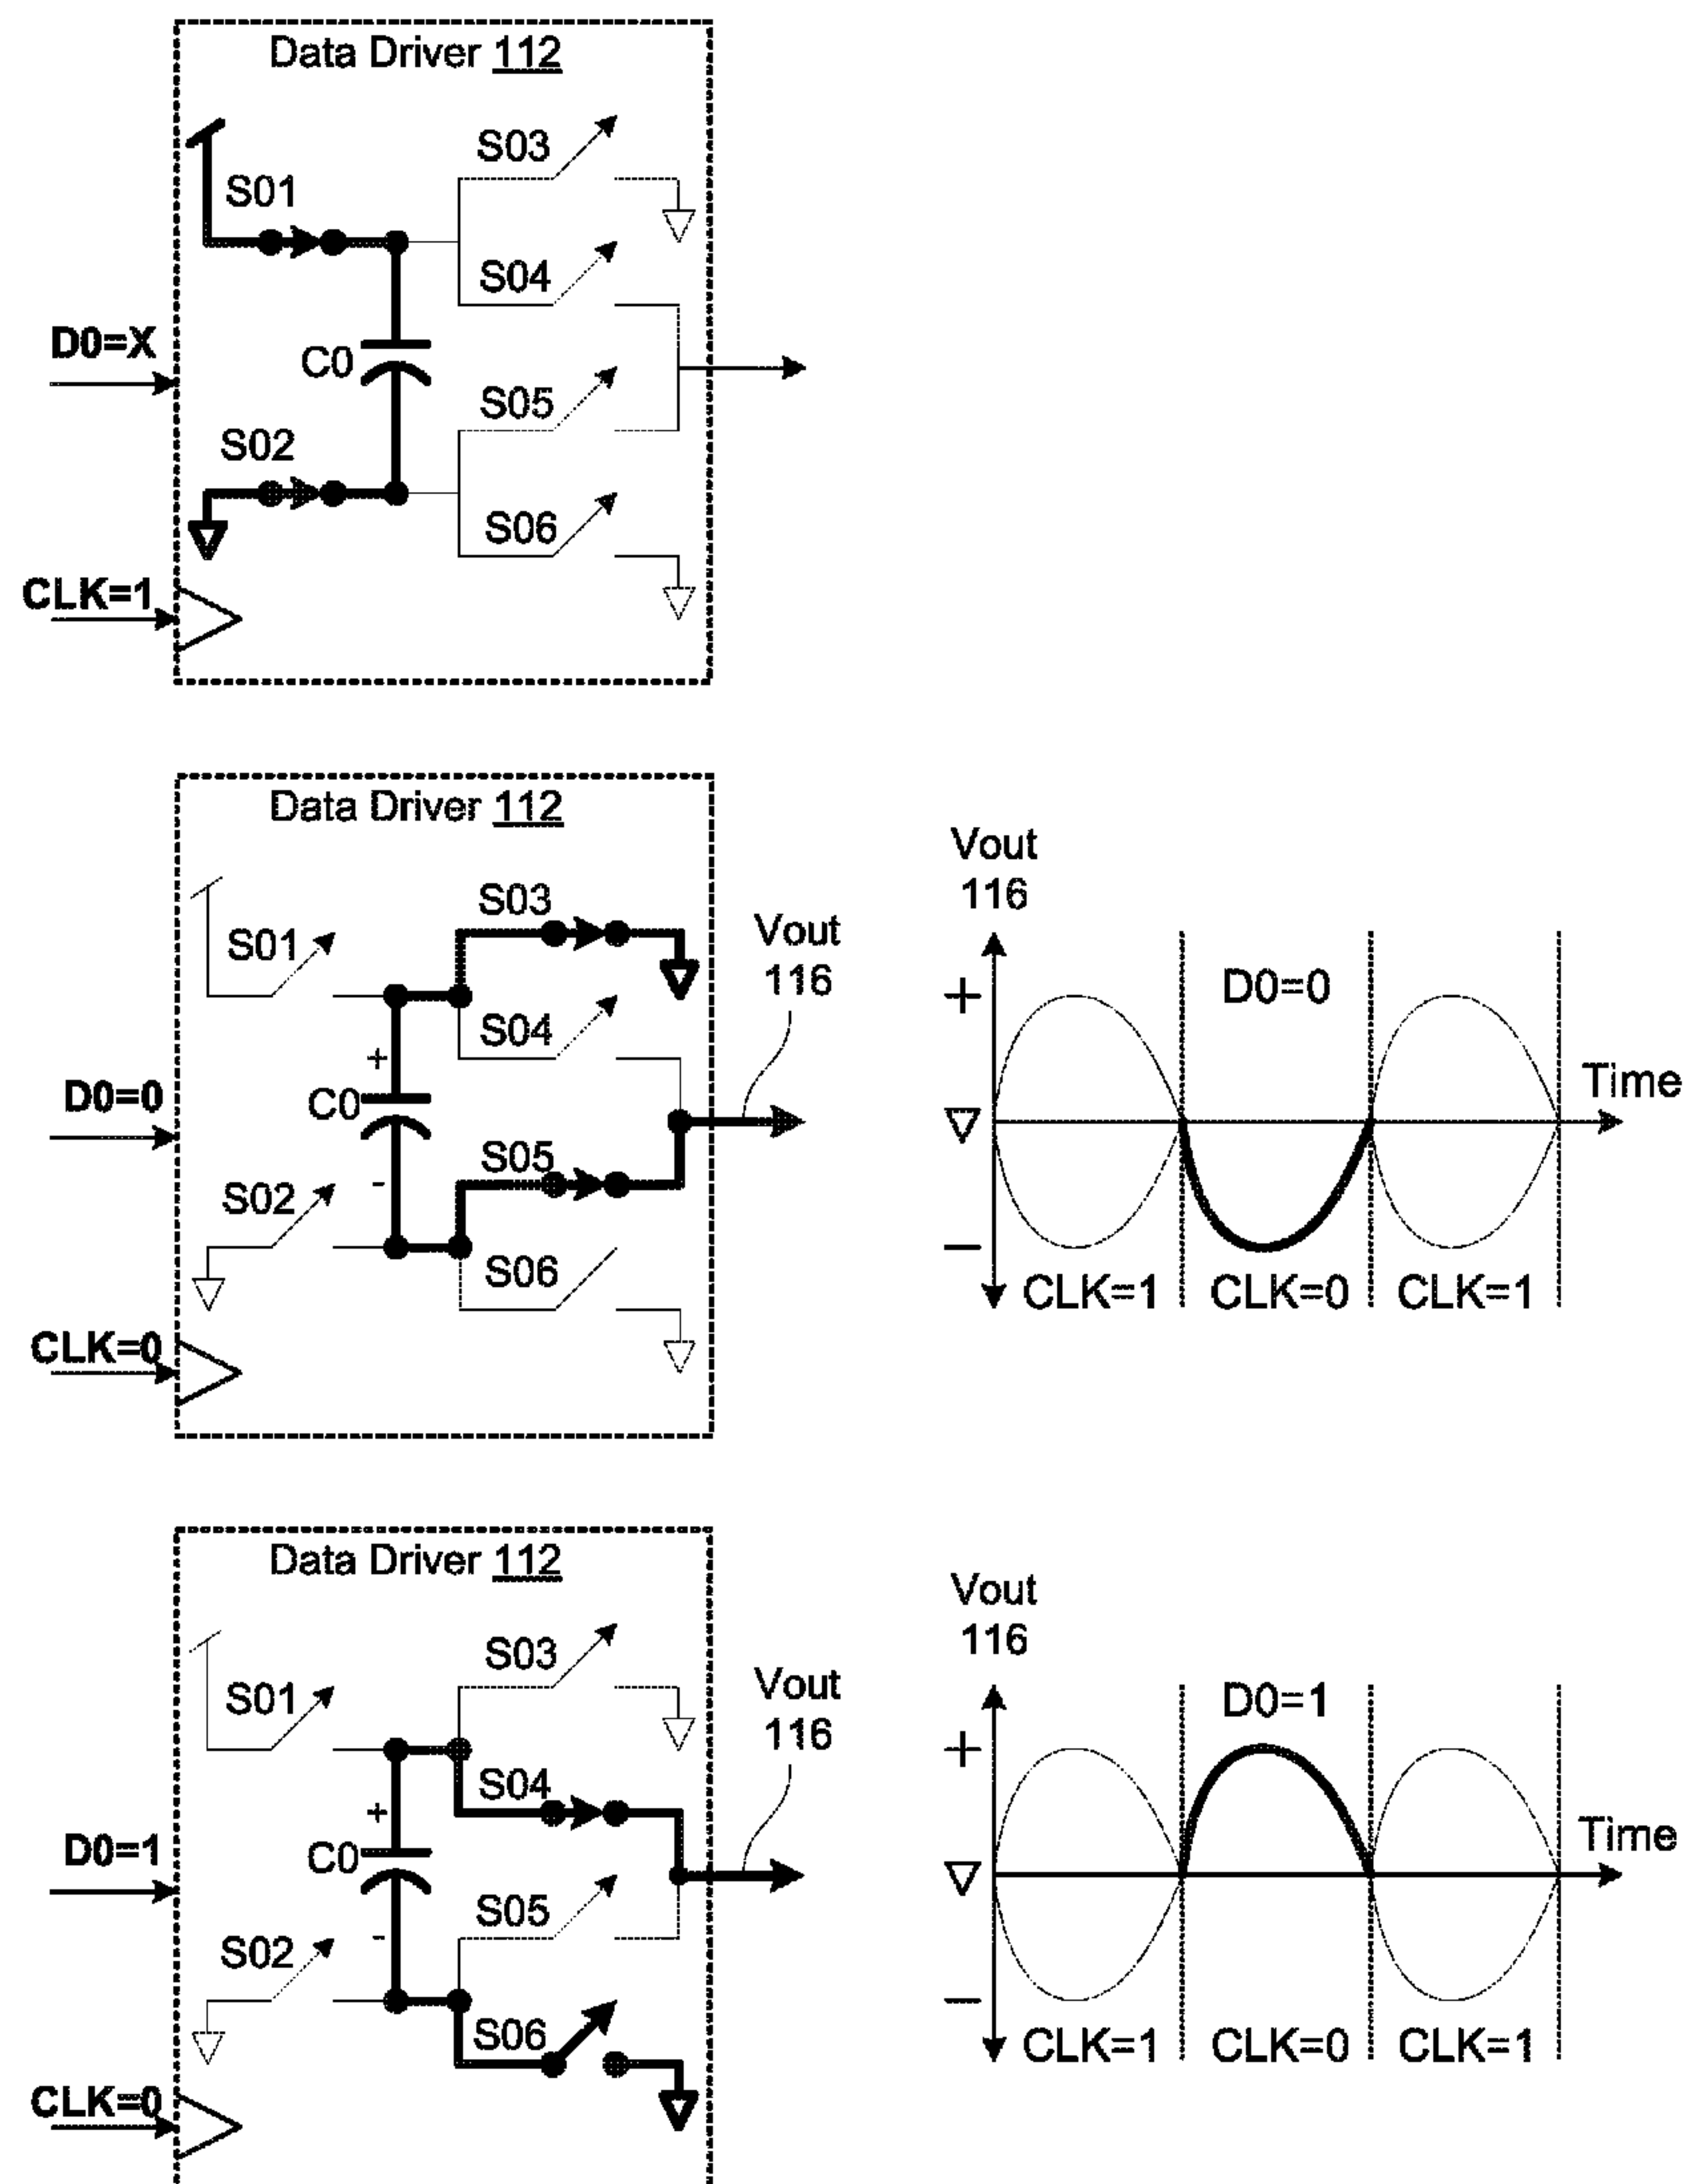 Data Driver 112
S03
S01
S04
D0=X
C0
S05
S02
S06
CLK=1
Data Driver 112
S03
S01
Vout
116
S04
+
D0=0
C0
S05
-
S02
S06
CLK=0
Vout
116
D0=0
+
Time
−
CLK=1 CLK=0 CLK=1
Data Driver 112
S03
S01
Vout
116
S04
+
D0=1
C0
S05
-
S02
S06
CLK=0
Vout
116
D0=1
+
Time
−
CLK=1 CLK=0 CLK=1